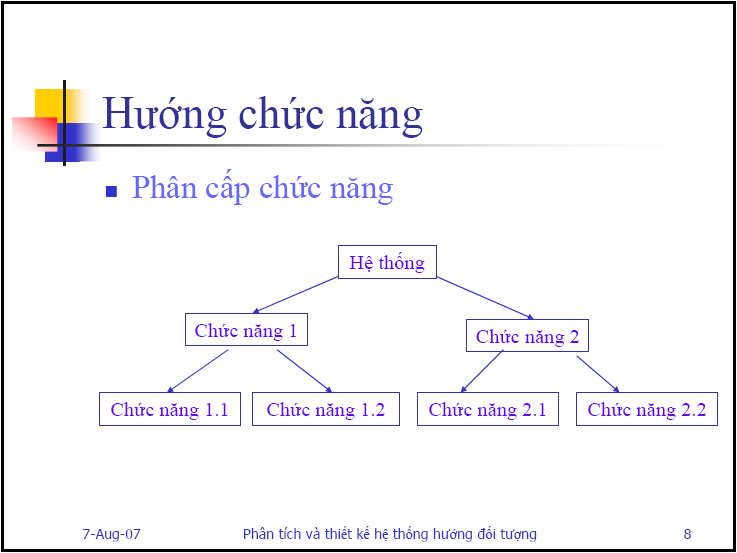 Hướng chức năng
Phân cấp chức năng
Hệ thống
Chức năng 1
Chức năng 2
Chức năng 1.1
Chức năng 1.2
Chức năng 2.1
Chức năng 2.2
7-Aug-07
Phân tích và thiết kế hệ thống hướng đối tượng
8